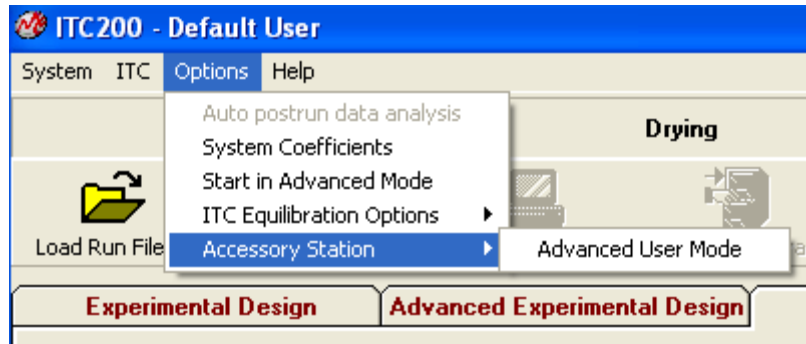 ITC200 - Default User
System ITC Options Help
Auto postrun data analysis
System Coefficients
Start in Advanced Mode
ITC Equilibration Options
Accessory Station
Advanced User Mode
Drying
Load Run File
Experimental Design
Advanced Experimental Design